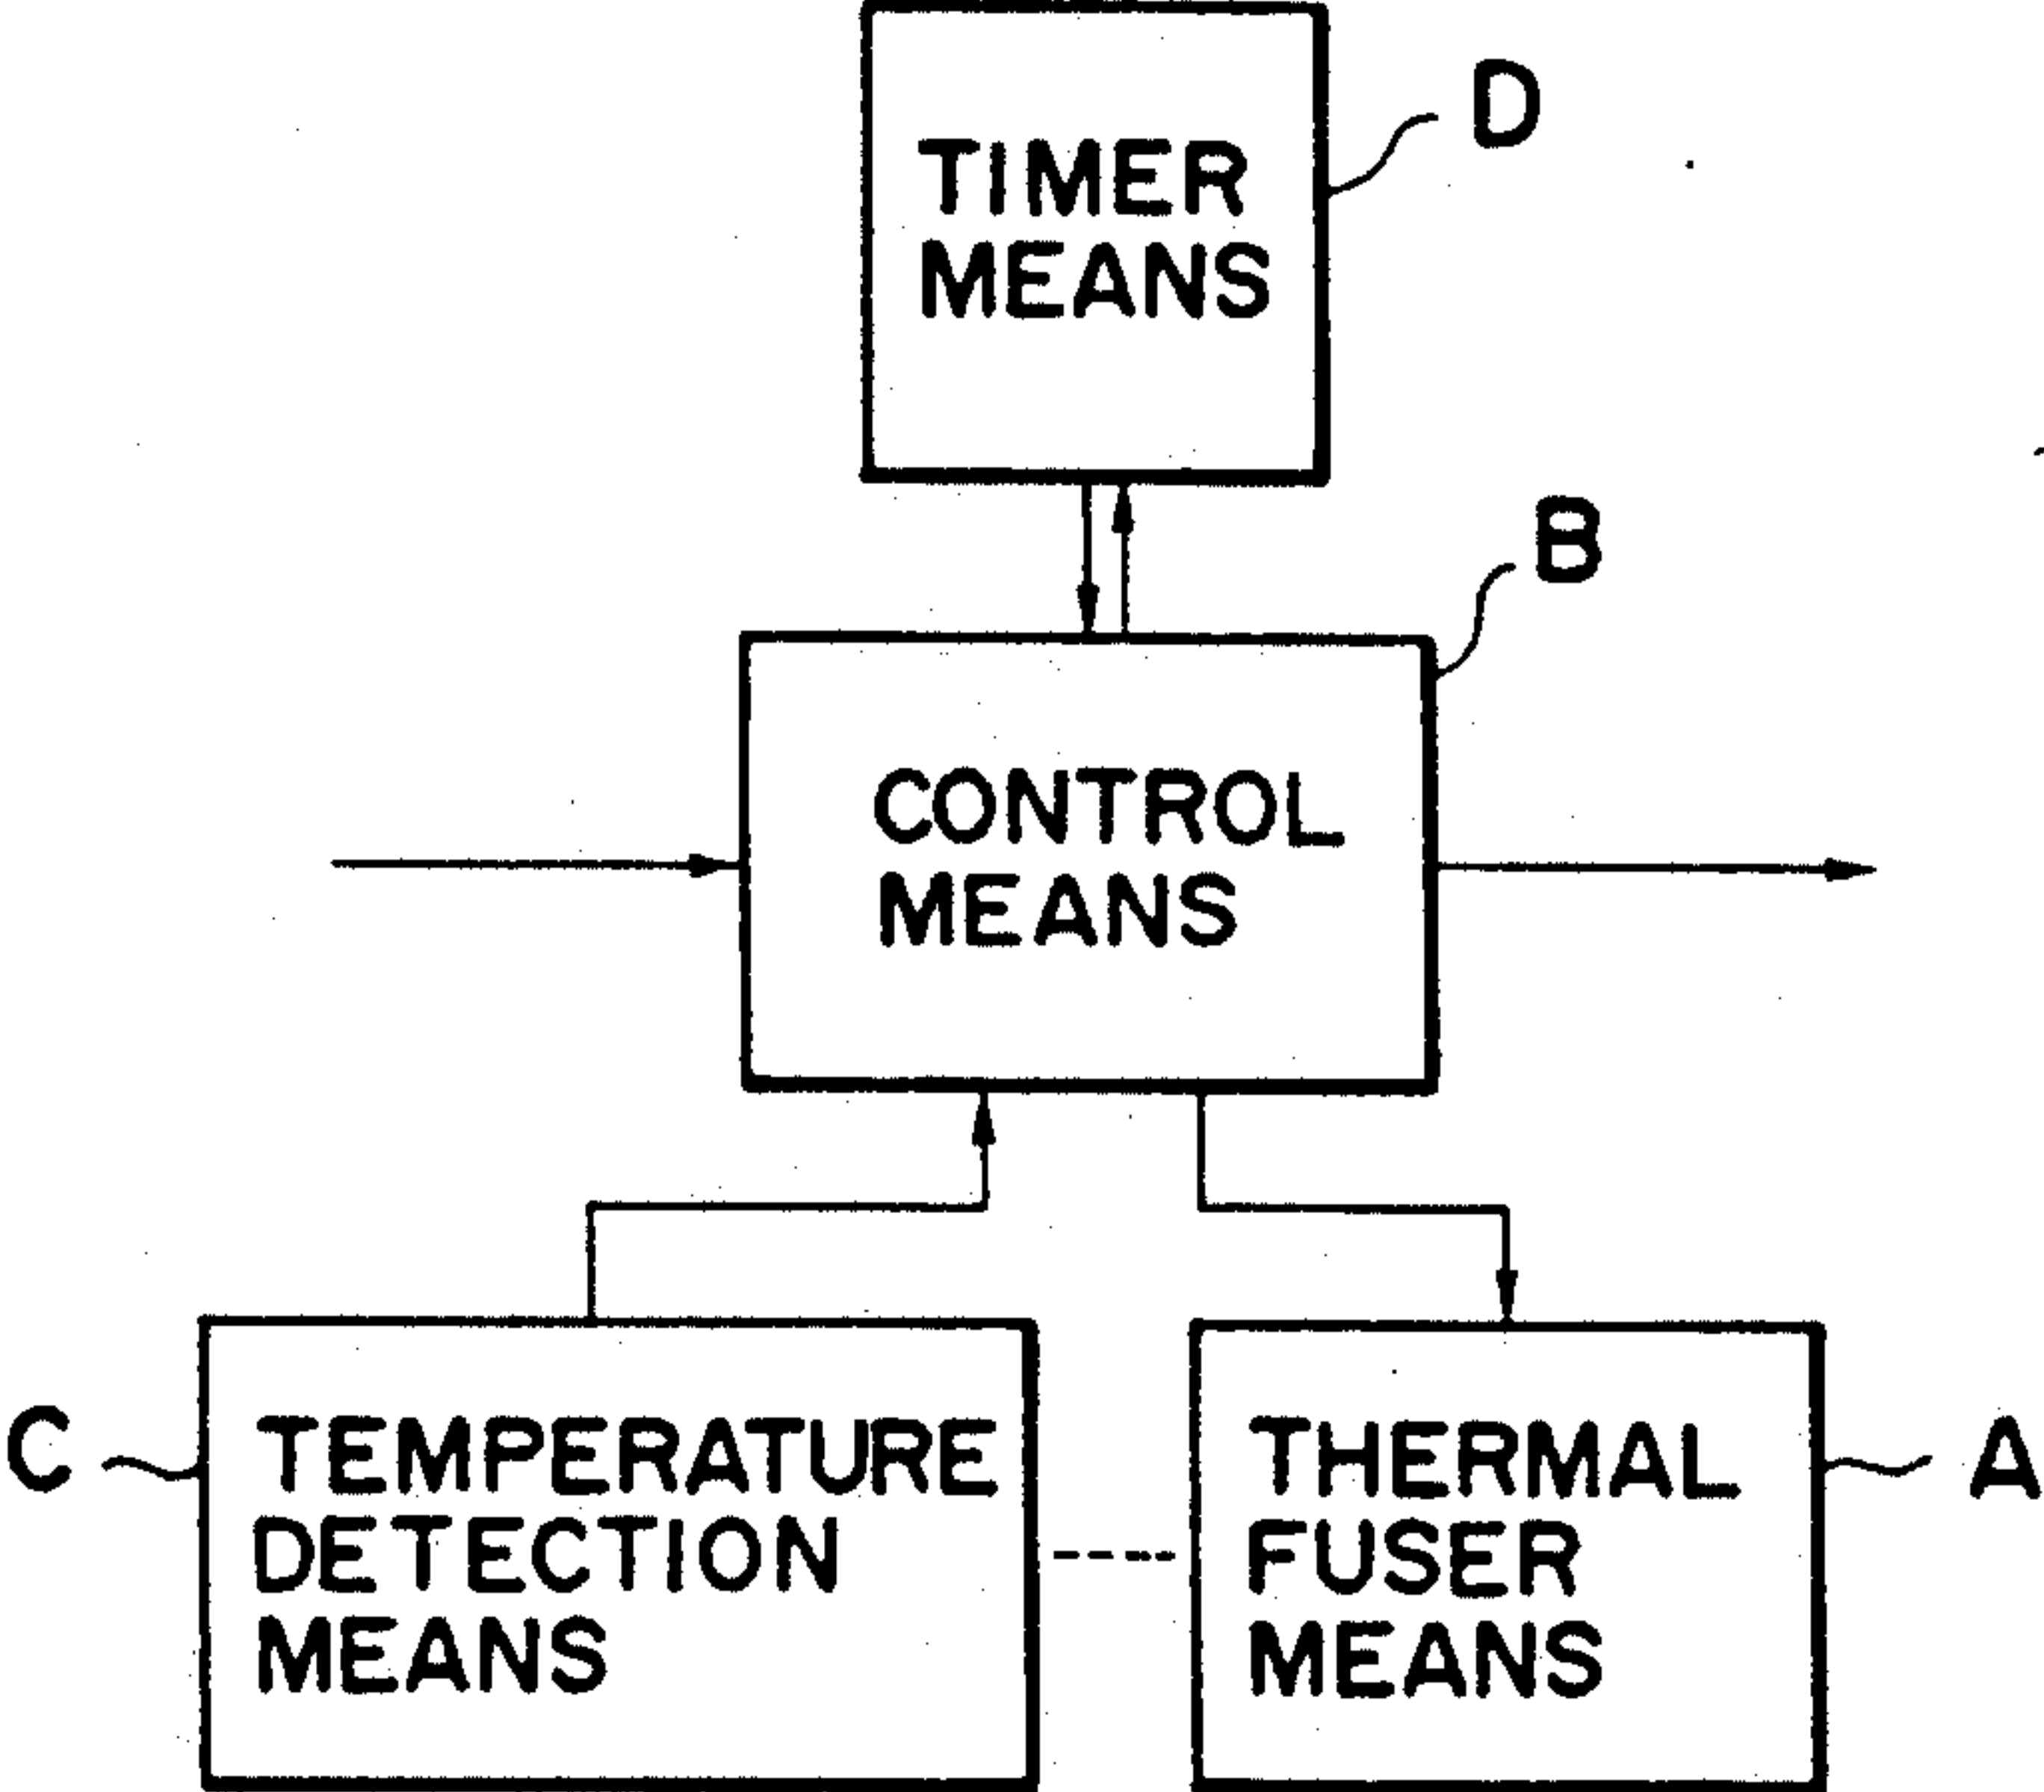 D
TIMER
MEANS
B
CONTROL
MEANS
C
TEMPERATURE
DETECTION
MEANS
THERMAL
FUSER
MEANS
A